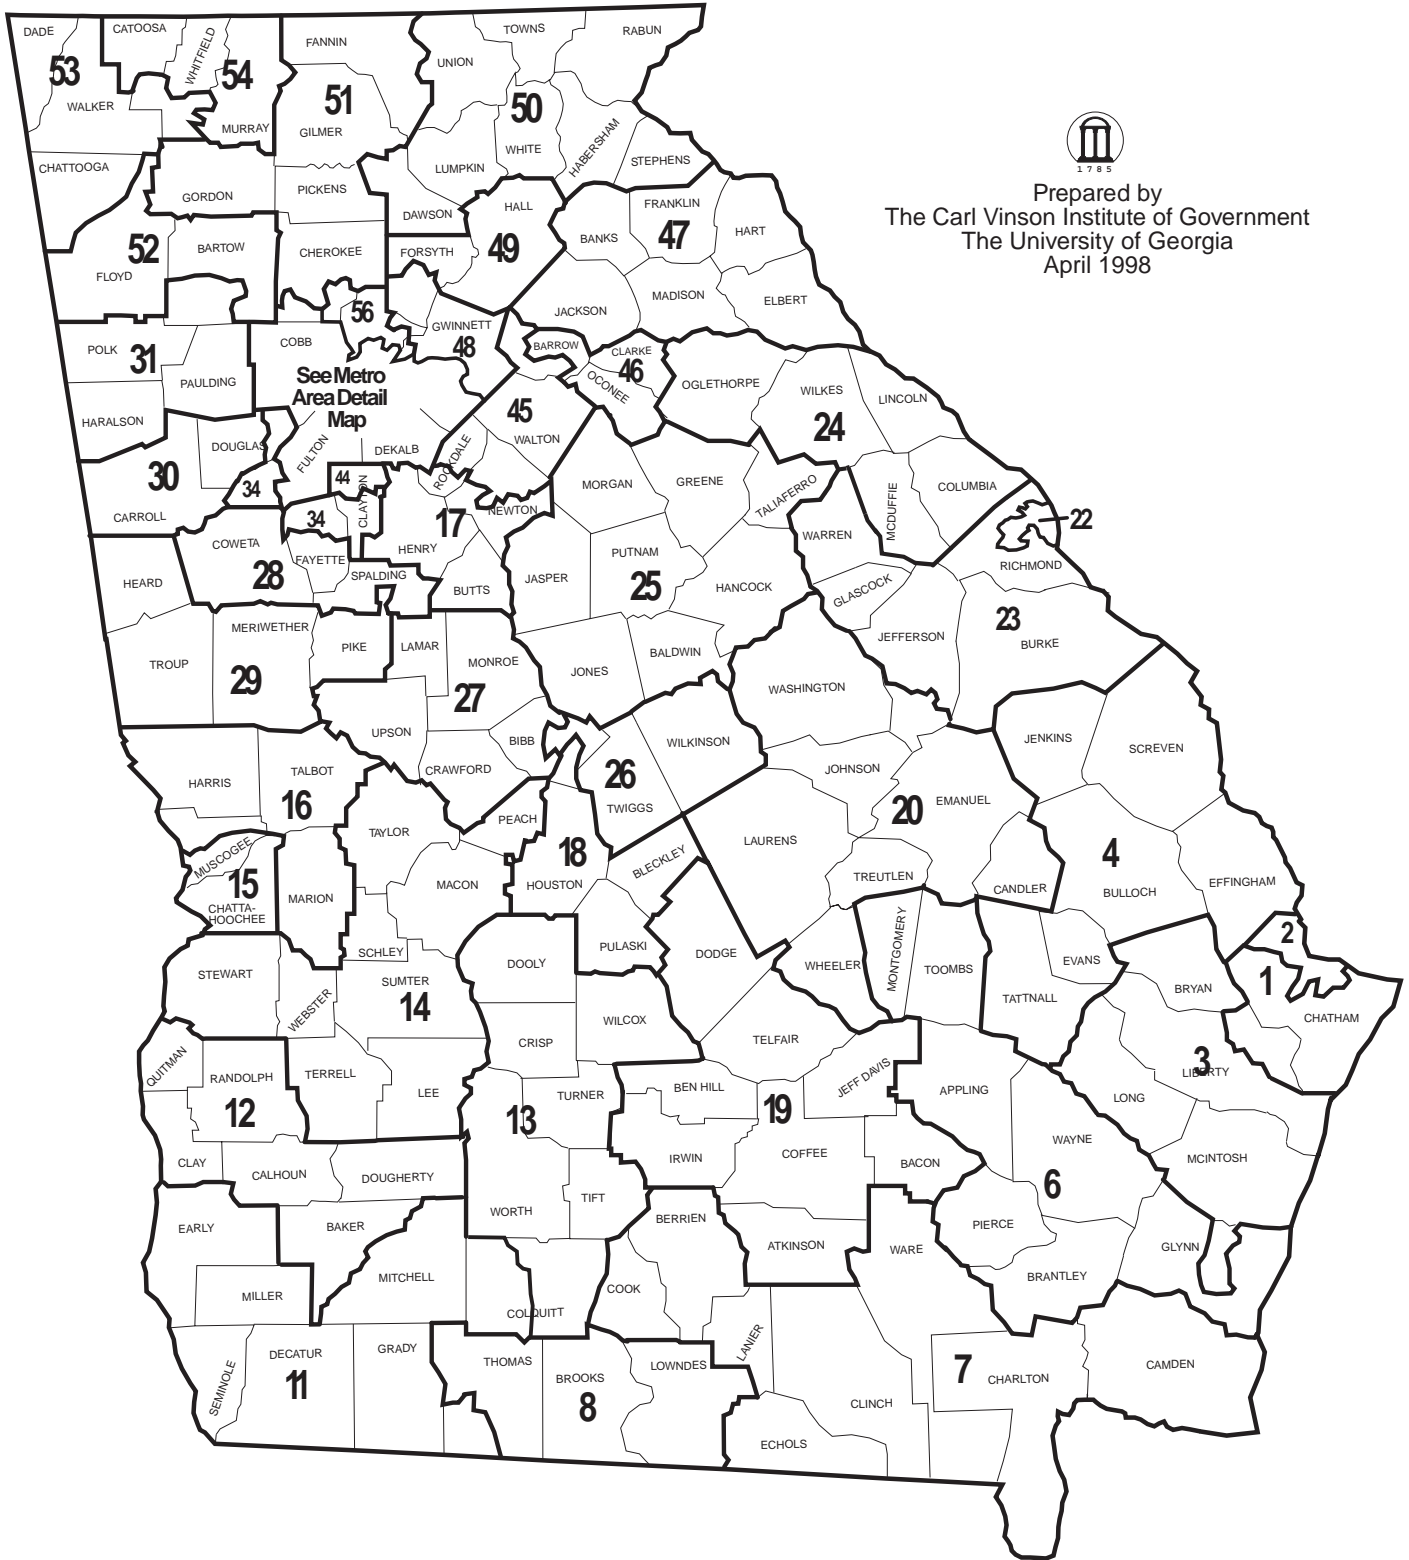 DADE
CATOOSA
WHITFIELD
FANNIN
TOWNS
RABUN
UNION
53
54
51
50
WALKER
MURRAY
GILMER
WHITE
HABERSHAM
STEPHENS
LUMPKIN
CHATTOOGA
GORDON
PICKENS
DAWSON
HALL
FRANKLIN
BANKS
47
HART
1785
Prepared by
The Carl Vinson Institute of Government
The University of Georgia
April 1998
52
BARTOW
CHEROKEE
FORSYTH
49
FLOYD
MADISON
ELBERT
JACKSON
56
GWINNETT
48
COBB
BARROW
CLARKE
46
OCONEE
POLK
31
PAULDING
See Metro
Area Detail
Map
OGLETHORPE
WILKES
LINCOLN
24
HARALSON
45
WALTON
DOUGLAS
FULTON
DEKALB
ROCKDALE
30
34
44
CLAYTON
34
17
NEWTON
MORGAN
GREENE
TALIAFERRO
MCDUFFIE
COLUMBIA
22
CARROLL
COWETA
28
FAYETTE
HENRY
SPALDING
WARREN
RICHMOND
PUTNAM
25
HANCOCK
JASPER
BUTTS
HEARD
GLASCOCK
23
BURKE
JEFFERSON
MERIWETHER
PIKE
LAMAR
MONROE
TROUP
29
27
JONES
BALDWIN
WASHINGTON
UPSON
BIBB
CRAWFORD
WILKINSON
26
TWIGGS
JENKINS
SCREVEN
HARRIS
TALBOT
16
JOHNSON
20
EMANUEL
PEACH
TAYLOR
LAURENS
4
BULLOCH
18
HOUSTON
BLECKLEY
MUSCOGEE
15
CHATTA-
HOOCHEE
MARION
MACON
TREUTLEN
CANDLER
EFFINGHAM
SCHLEY
PULASKI
DODGE
WHEELER
MONTGOMERY
TOOMBS
TATTNALL
EVANS
BRYAN
2
1
CHATHAM
STEWART
WEBSTER
SUMTER
14
DOOLY
WILCOX
CRISP
TELFAIR
3
LIBERTY
QUITMAN
RANDOLPH
12
TERRELL
LEE
TURNER
13
BEN HILL
19
JEFF DAVIS
APPLING
LONG
WAYNE
MCINTOSH
CLAY
CALHOUN
DOUGHERTY
IRWIN
COFFEE
BACON
6
WORTH
TIFT
BERRIEN
ATKINSON
WARE
PIERCE
GLYNN
BRANTLEY
EARLY
BAKER
MITCHELL
MILLER
COLQUITT
COOK
LANIER
SEMINOLE
DECATUR
11
GRADY
THOMAS
BROOKS
8
LOWNDES
CLINCH
ECHOLS
7
CHARLTON
CAMDEN